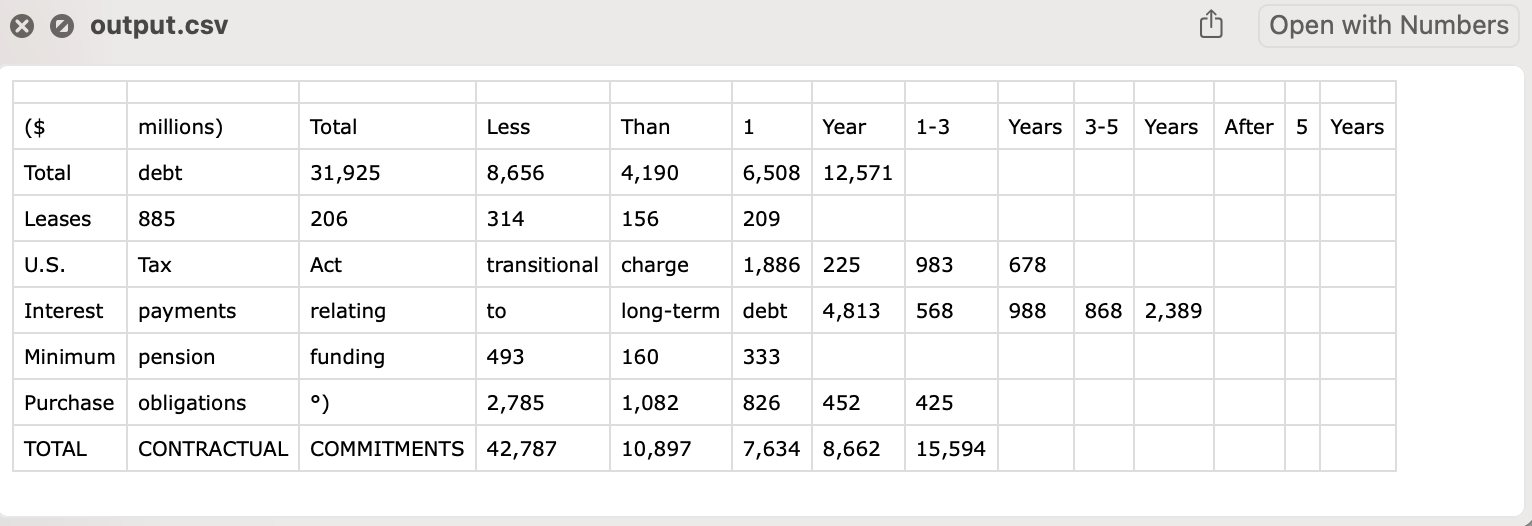 output.csv Open with Numbers
($ millions) Total Less Than 1 Year 1-3 Years 3-5 Years After 5 Years
Total debt 31,925 8,656 4,190 6,508 12,571
Leases 885 206 314 156 209
U.S. Tax Act transitional charge 1,886 225 983 678
Interest payments relating to long-term debt 4,813 568 988 868 2,389
Minimum pension funding 493 160 333
Purchase obligations °) 2,785 1,082 826 452 425
TOTAL CONTRACTUAL COMMITMENTS 42,787 10,897 7,634 8,662 15,594